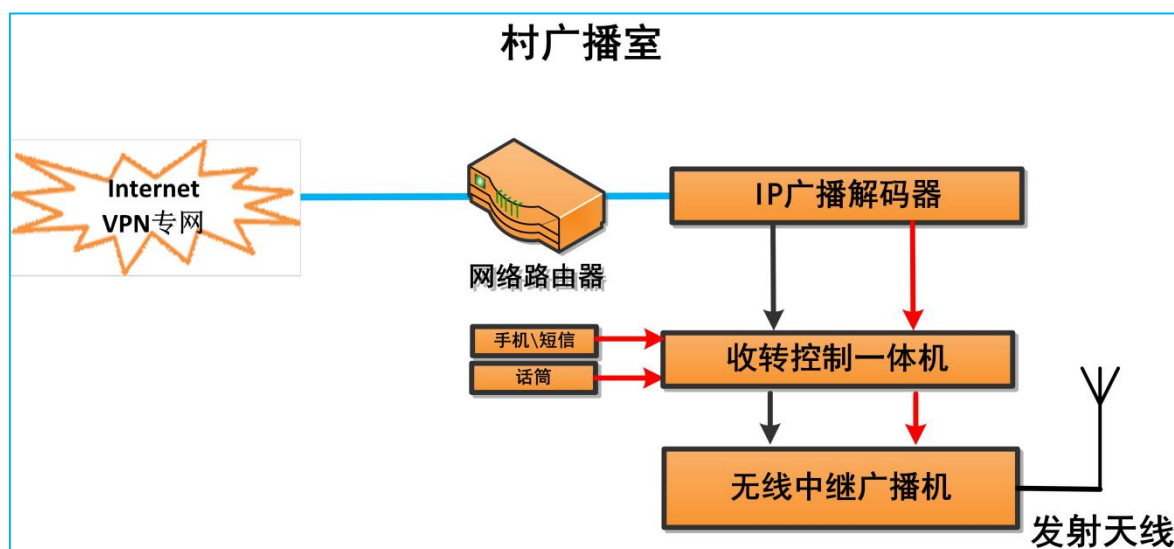 村广播室
Internet
VPN专网
网络路由器
IP广播解码器
手机\短信
话筒
收转控制一体机
无线中继广播机
发射天线